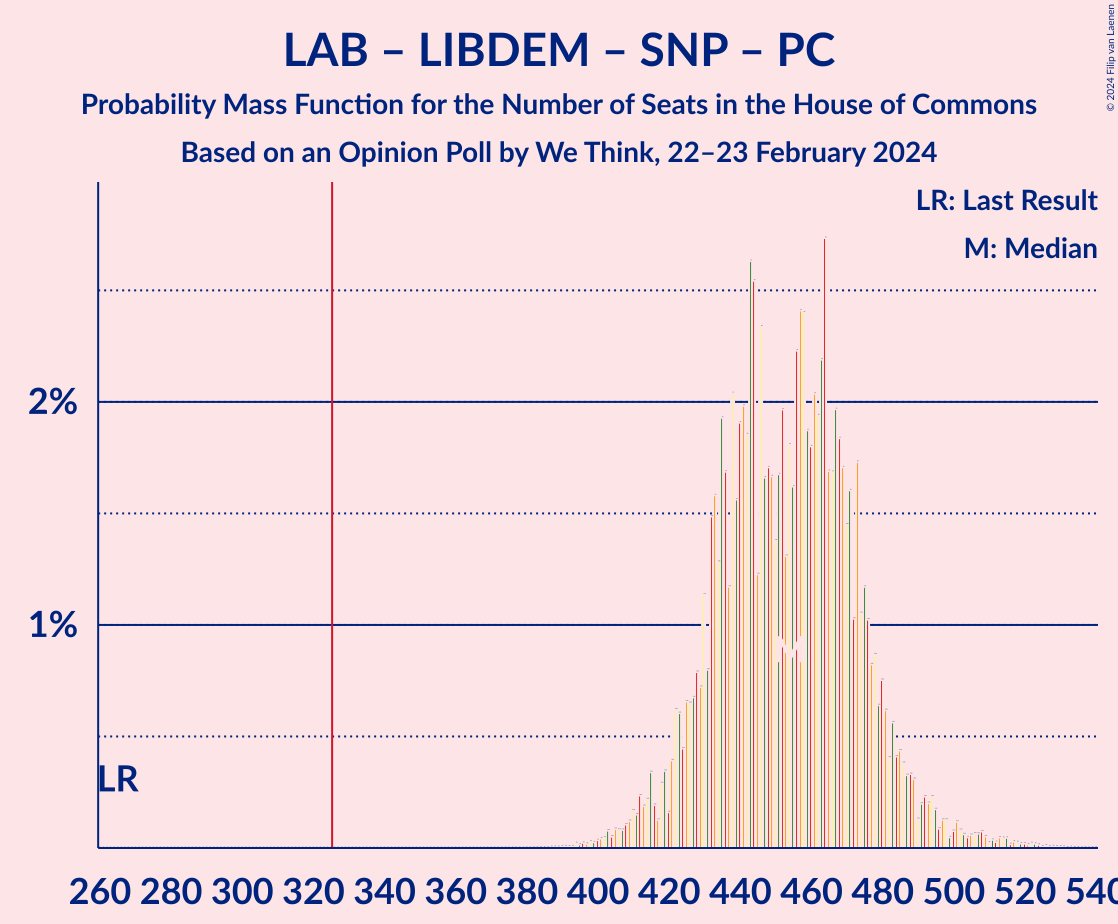 LAB – LIBDEM – SNP – PC
Probability Mass Function for the Number of Seats in the House of Commons
Based on an Opinion Poll by We Think, 22–23 February 2024
© 2024 Filip van Laenen
LR: Last Result
M: Median
2%
1%
LR
260 280 300 320 340 360 380 400 420 440 460 480 500 520 540